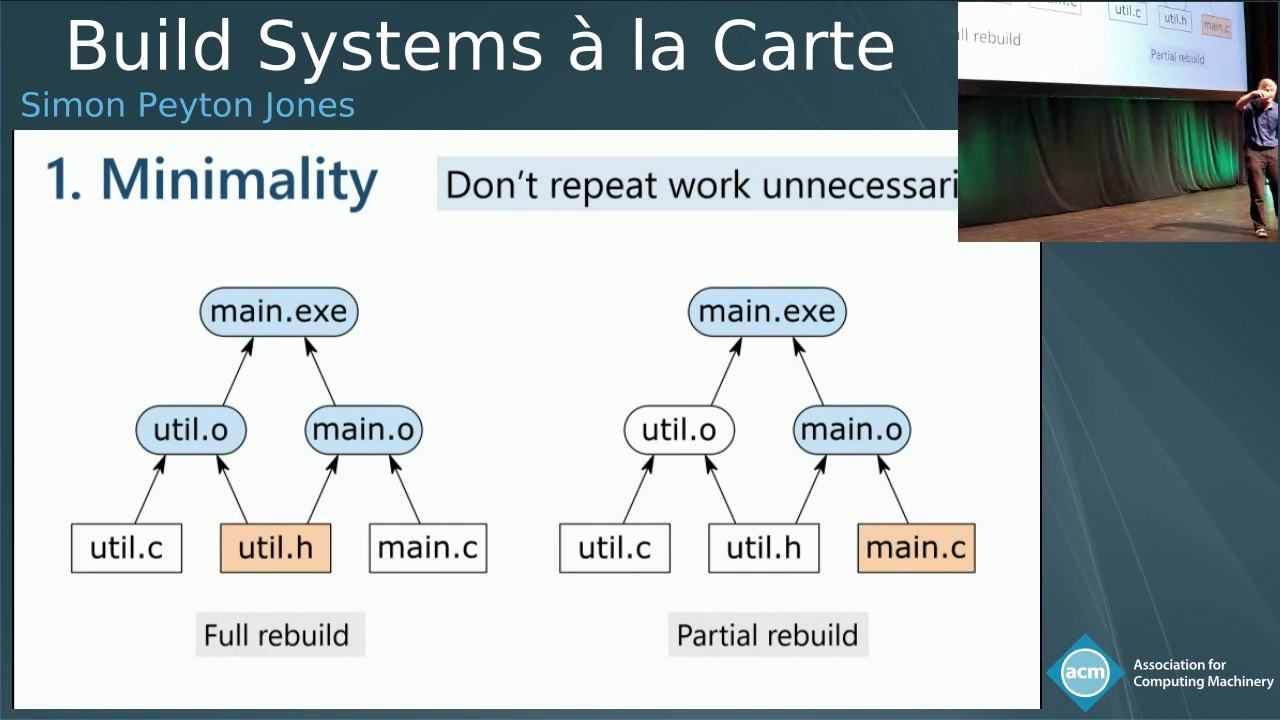 Build Systems à la Carte
Simon Peyton Jones
1. Minimality
Don't repeat work unnecessari
main.exe
main.exe
util.o
main.o
util.o
main.o
util.c
util.h
main.c
util.c
util.h
main.c
Full rebuild
Partial rebuild
util.c
util.h
main.c
ll rebuild
Partial rebuild
acm
Association for
Computing Machinery